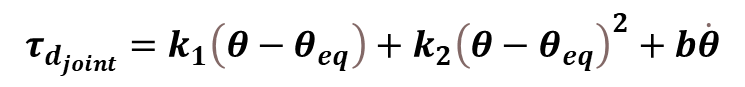 τ_{d_{joint}} = k₁(θ − θ_{eq}) + k₂(θ − θ_{eq})² + bθ̇